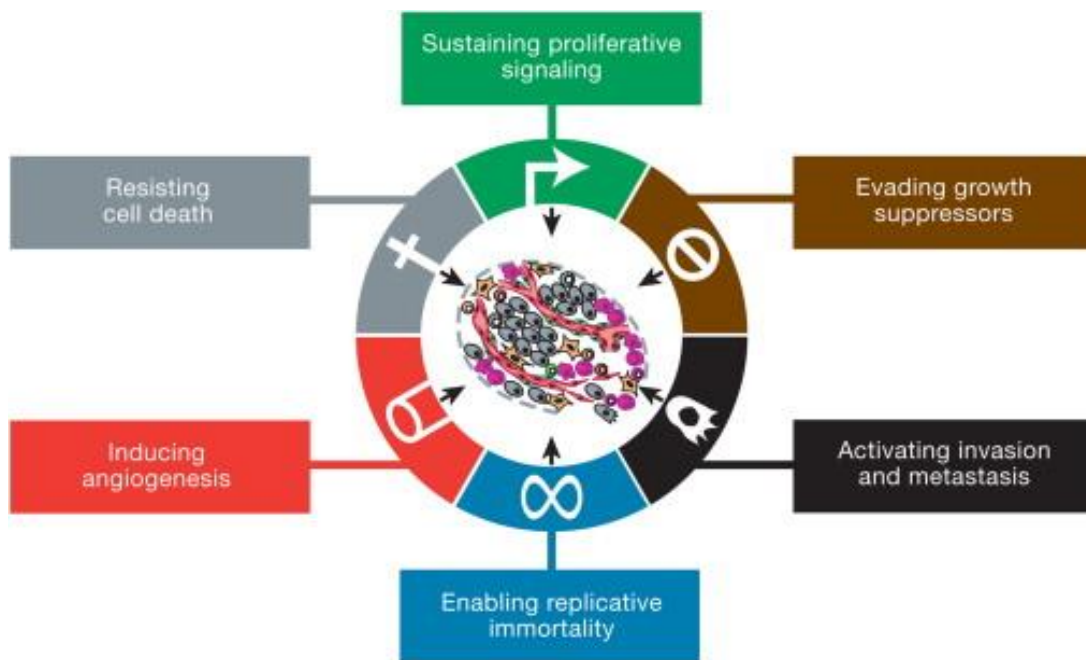 Sustaining proliferative
signaling
Resisting
cell death
Evading growth
suppressors
Inducing
angiogenesis
Activating invasion
and metastasis
Enabling replicative
immortality